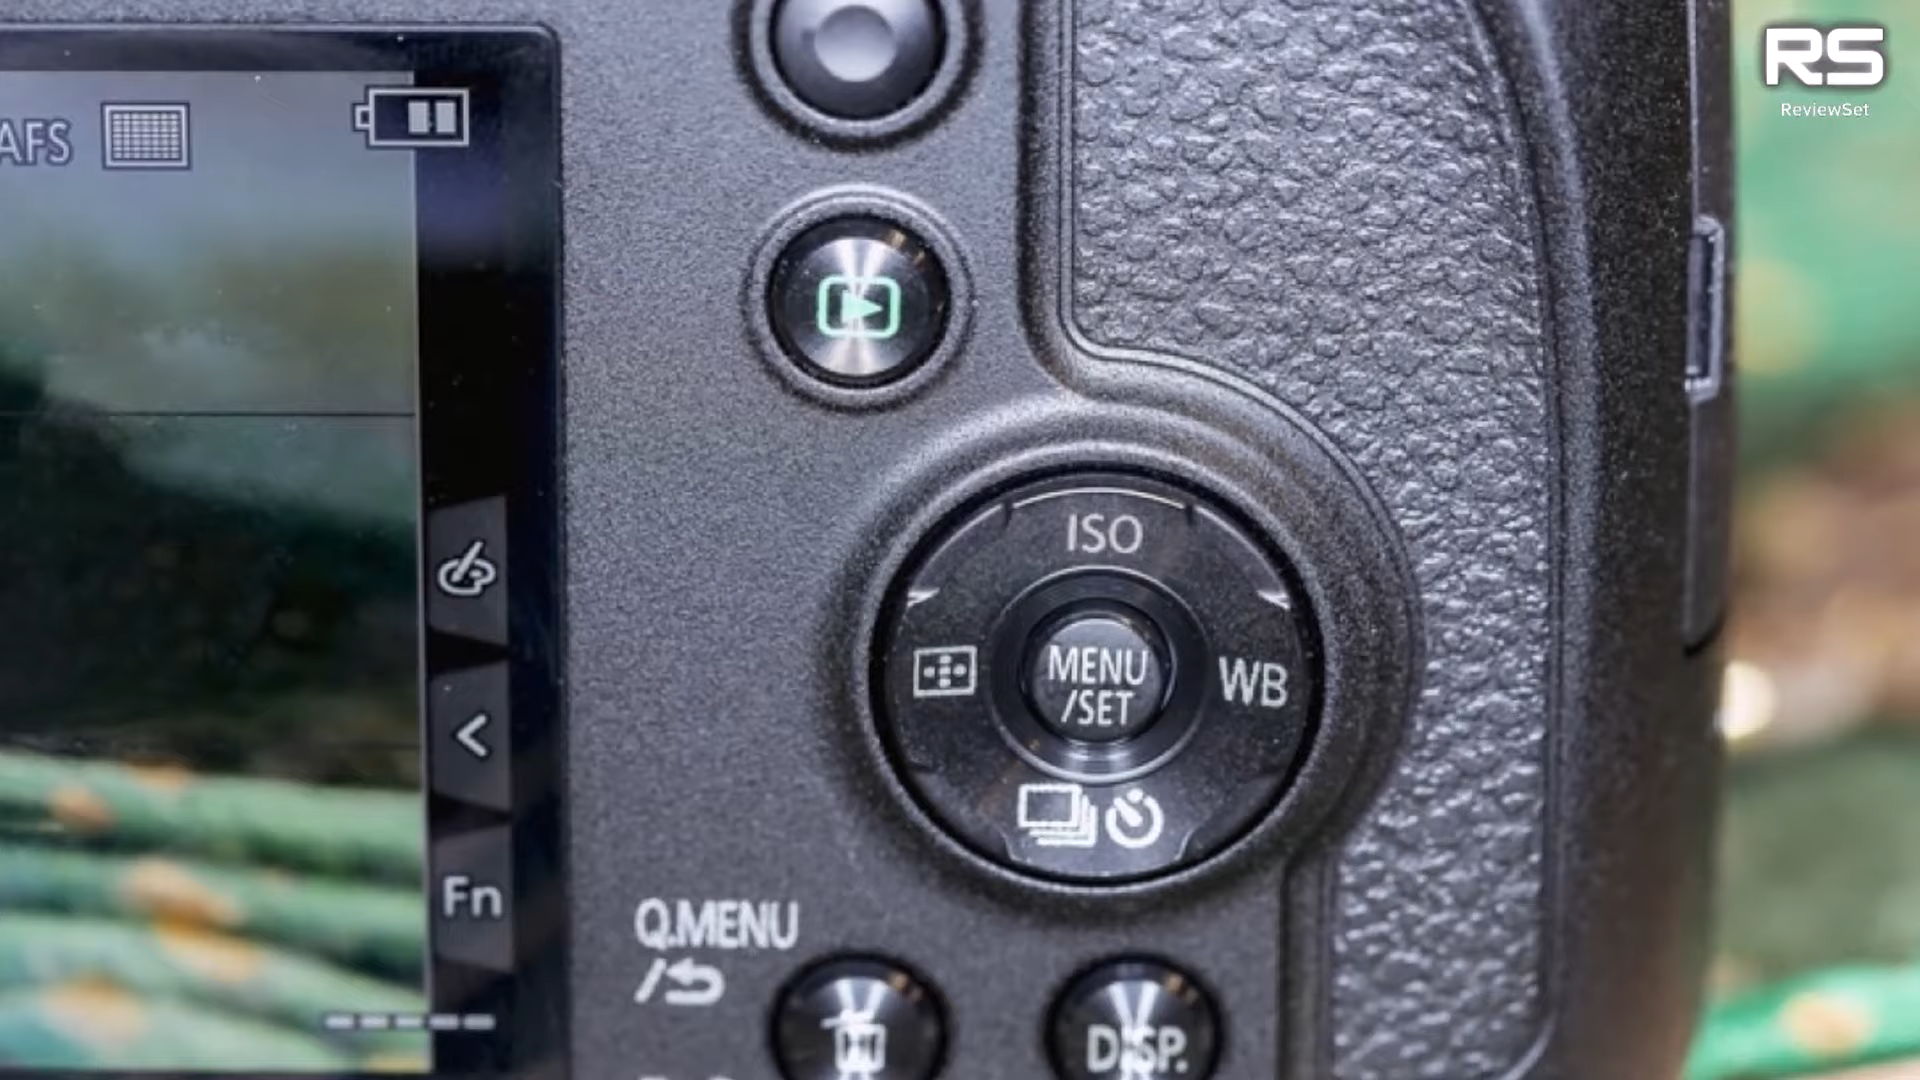 RS
ReviewSet
AFS
ISO
MENU
/SET
WB
Fn
Q.MENU
/
DISP.